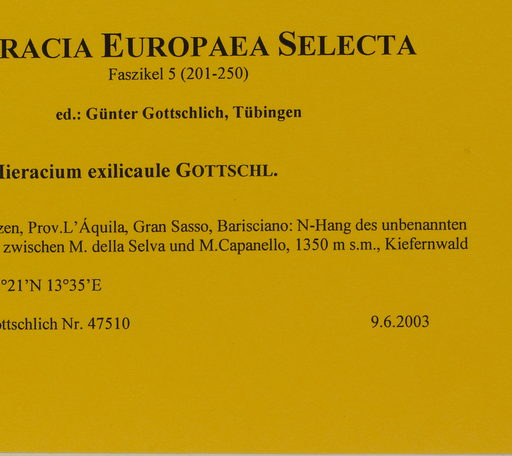 RACIA EUROPAEA SELECTA
Faszikel 5 (201-250)
ed.: Günter Gottschlich, Tübingen
Hieracium exilicaule GOTTSCHL.
zen, Prov.L’Áquila, Gran Sasso, Barisciano: N-Hang des unbenannten
zwischen M. della Selva und M.Capanello, 1350 m s.m., Kiefernwald
°21’N 13°35’E
ottschlich Nr. 47510 9.6.2003